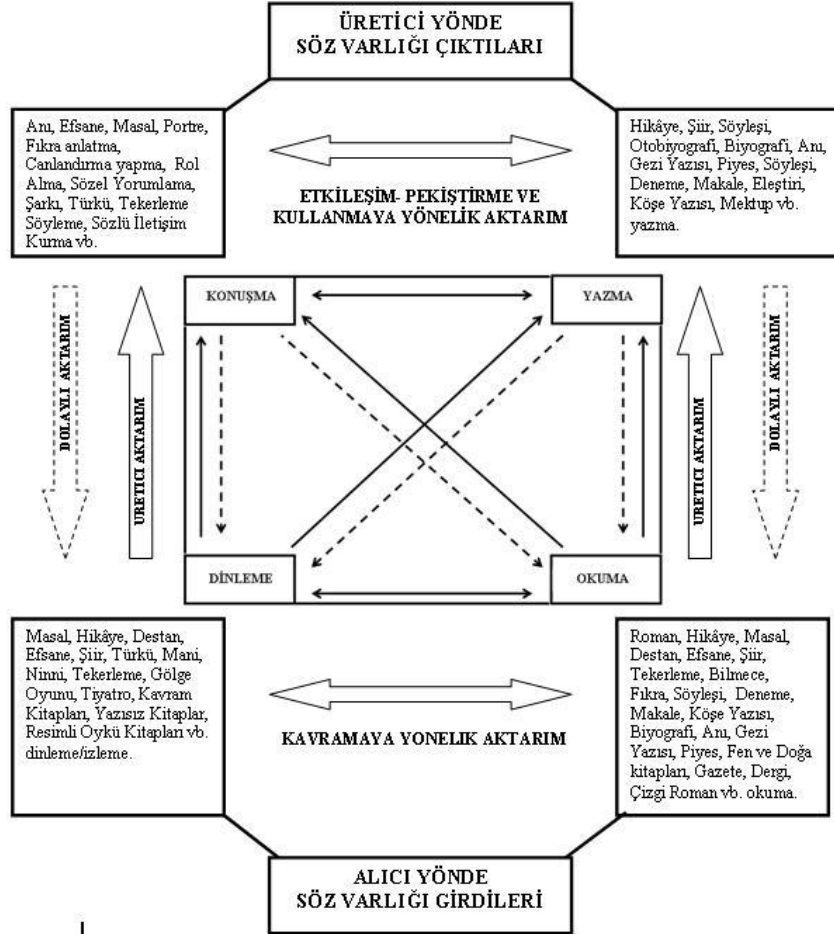 ÜRETİCİ YÖNDE
SÖZ VARLIĞI ÇIKTILARI
Anı, Efsane, Masal, Portre,
Fıkra anlatma,
Canlandırma yapma, Rol
Alma, Sözel Yorumlama,
Şarkı, Türkü, Tekerleme
Söyleme, Sözlü İletişim
Kurma vb.
Hikâye, Şiir, Söyleşi,
Otobiyografi, Biyografi, Anı,
Gezi Yazısı, Piyes, Söyleşi,
Deneme, Makale, Eleştiri,
Köşe Yazısı, Mektup vb.
yazma.
ETKİLEŞİM- PEKİŞTİRME VE
KULLANMAYA YÖNELİK AKTARIM
DOLAYLI AKTARIM
URETICI AKTARIM
KONUŞMA
YAZMA
DİNLEME
OKUMA
URETICI AKTARIM
DOLAYLI AKTARIM
Masal, Hikâye, Destan,
Efsane, Şiir, Türkü, Mani,
Ninni, Tekerleme, Gölge
Oyunu, Tiyatro, Kavram
Kitapları, Yazısız Kitaplar,
Resimli Oykü Kitapları vb.
dinleme/izleme.
KAVRAMAYA YONELIK AKTARIM
Roman, Hikâye, Masal,
Destan, Efsane, Şiir,
Tekerleme, Bilmece,
Fıkra, Söyleşi, Deneme,
Makale, Köşe Yazısı,
Biyografi, Anı, Gezi
Yazısı, Piyes, Fen ve Doğa
kitapları, Gazete, Dergi,
Çizgi Roman vb. okuma.
ALICI YÖNDE
SÖZ VARLIĞI GİRDİLERİ